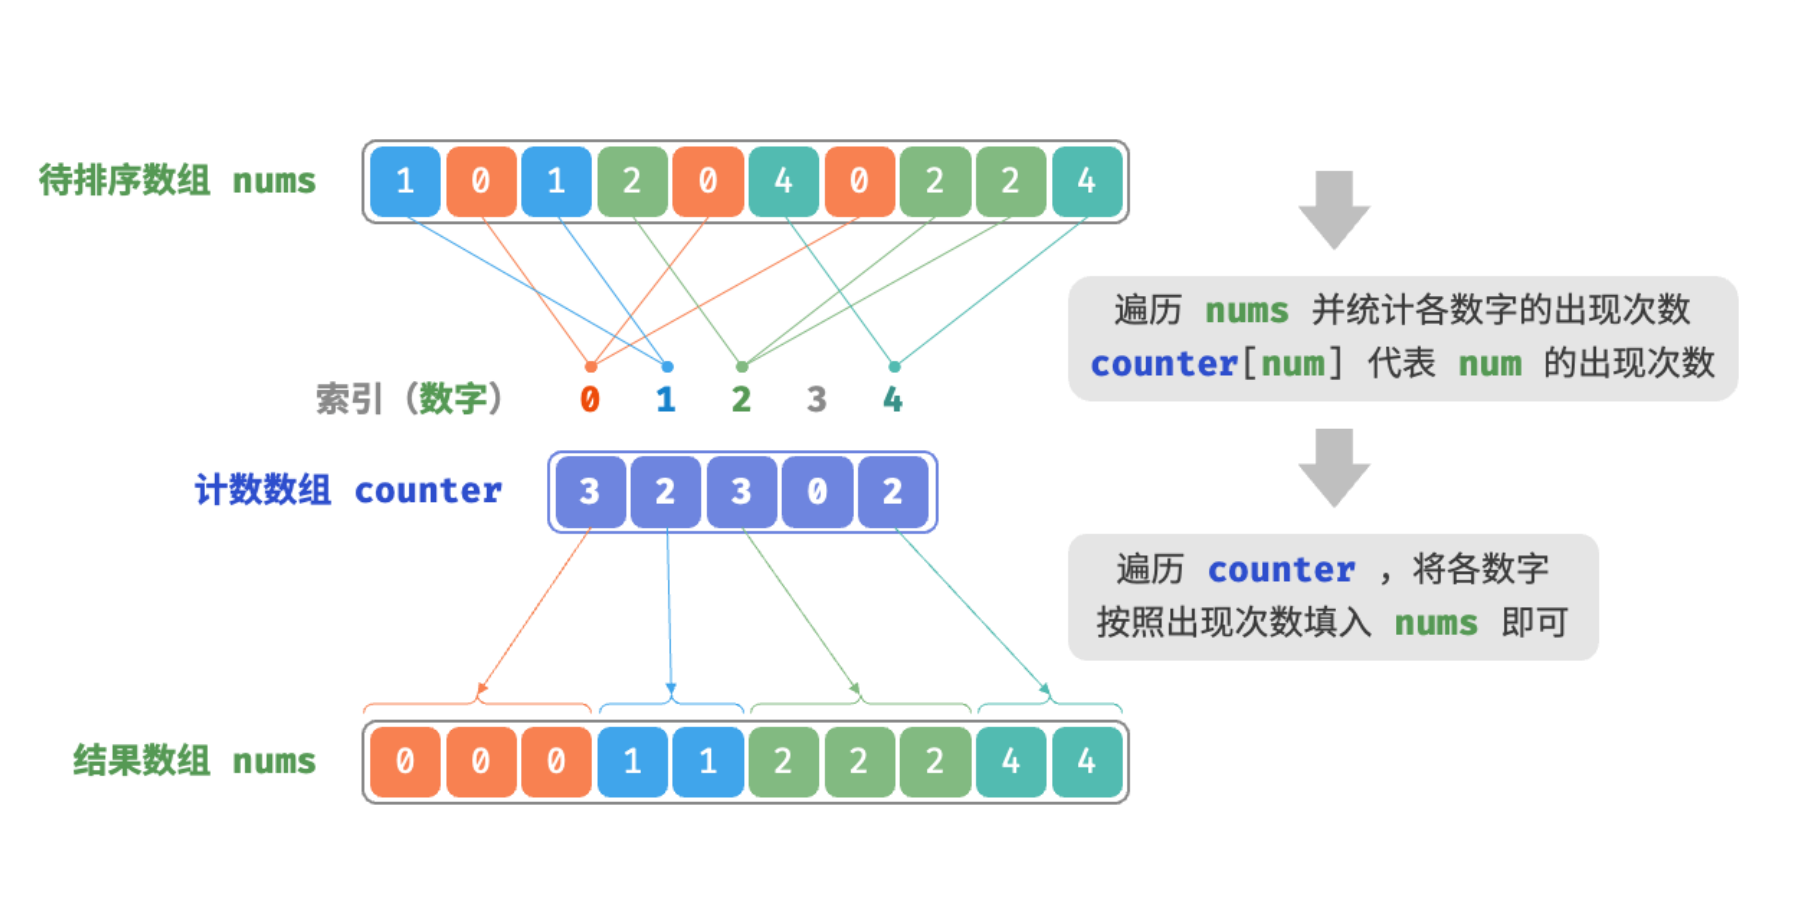 待排序数组 nums
1 0 1 2 0 4 0 2 2 4
遍历 nums 并统计各数字的出现次数
counter[num] 代表 num 的出现次数
索引（数字） 0 1 2 3 4
计数数组 counter
3 2 3 0 2
遍历 counter ，将各数字
按照出现次数填入 nums 即可
结果数组 nums
0 0 0 1 1 2 2 2 4 4